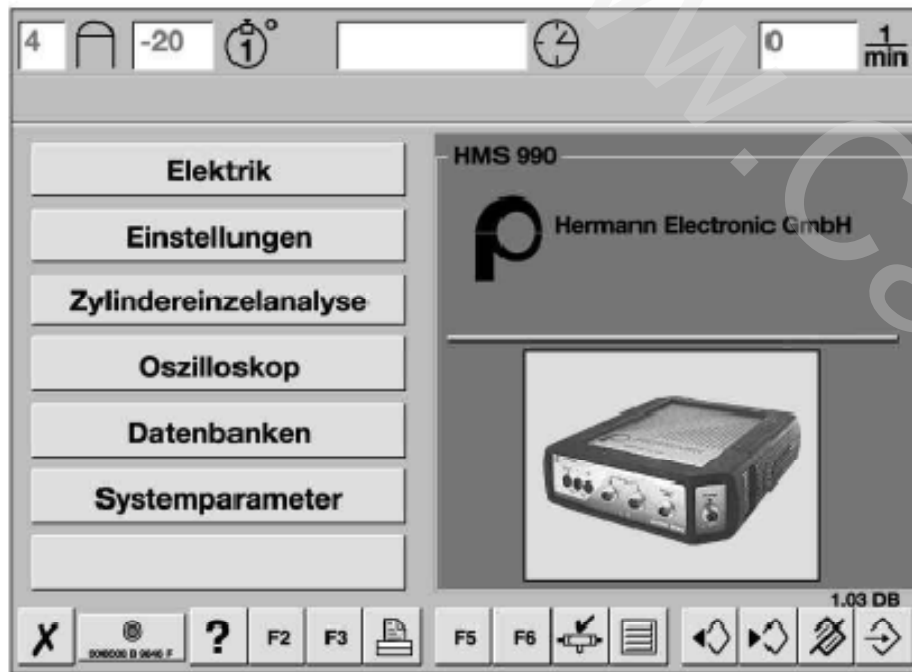 4 -20 1 0 1/min
HMS 990
Hermann Electronic GmbH
Elektrik
Einstellungen
Zylindereinzelanalyse
Oszilloskop
Datenbanken
Systemparameter
1.03 DB
X ? F2 F3 F5 F6